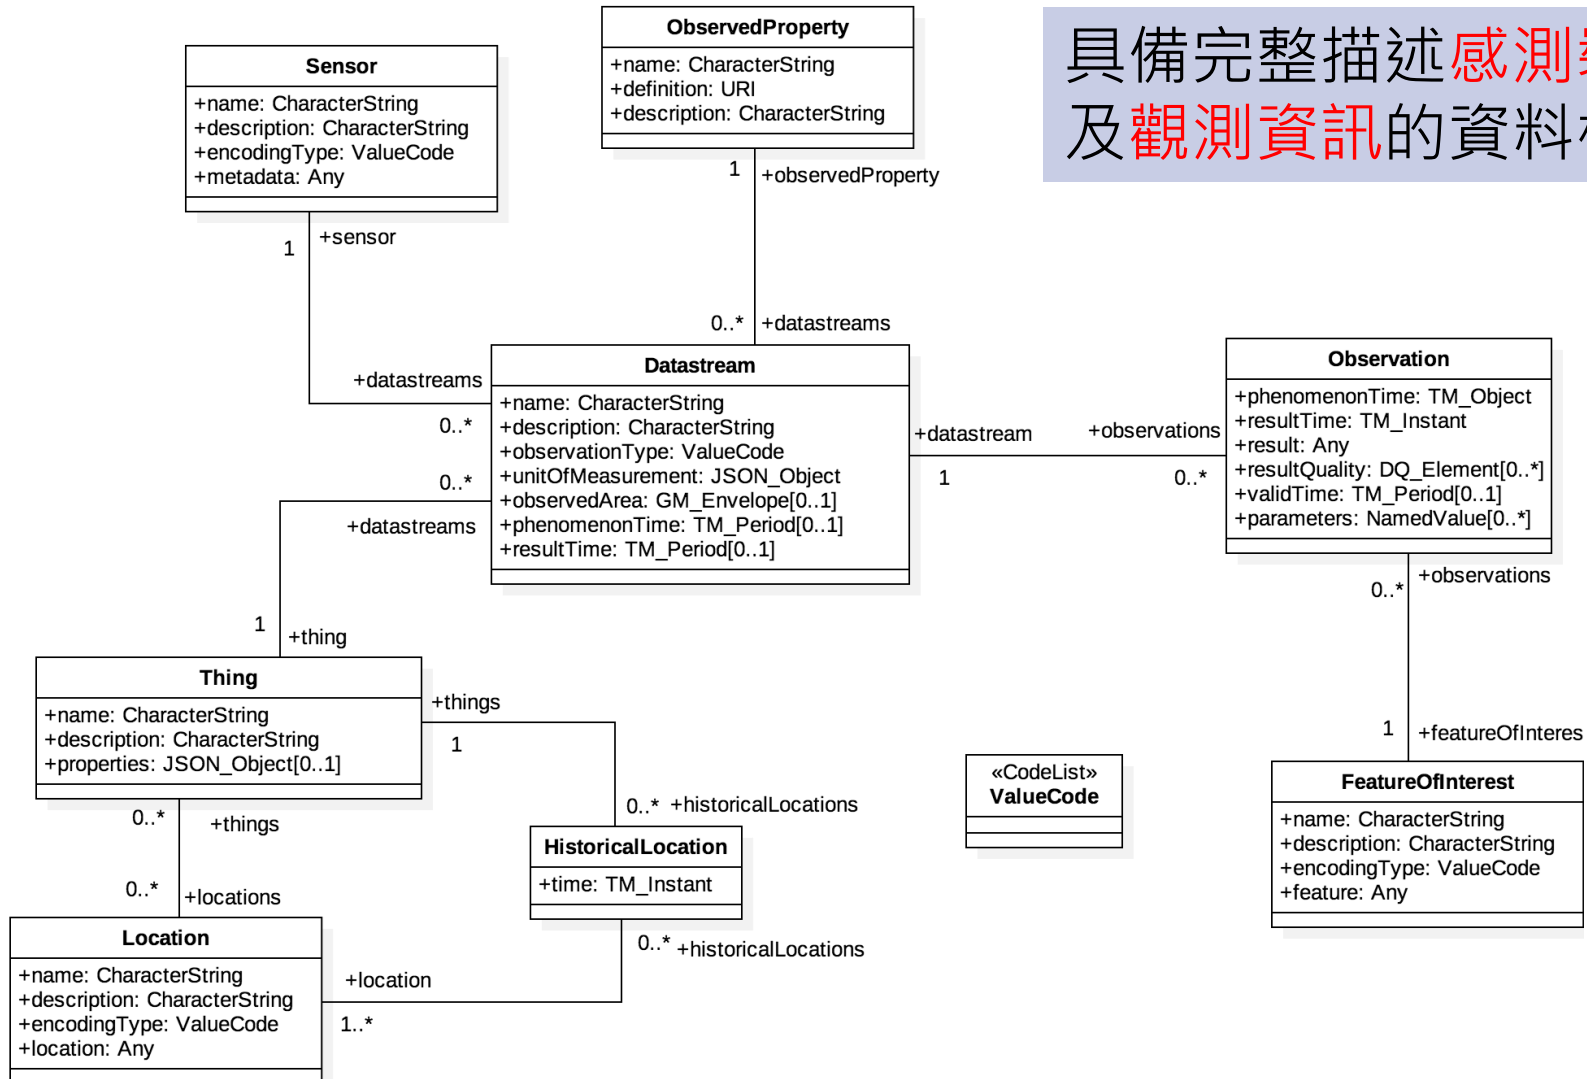 ObservedProperty
+name: CharacterString
+definition: URI
+description: CharacterString
具備完整描述感測
及觀測資訊的資料
Sensor
+name: CharacterString
+description: CharacterString
+encodingType: ValueCode
+metadata: Any
1
+observedProperty
1
+sensor
0..*
+datastreams
+datastreams
0..*
Datastream
+name: CharacterString
+description: CharacterString
+observationType: ValueCode
+unitOfMeasurement: JSON_Object
+observedArea: GM_Envelope[0..1]
+phenomenonTime: TM_Period[0..1]
+resultTime: TM_Period[0..1]
+datastream
1
+observations
0..*
Observation
+phenomenonTime: TM_Object
+resultTime: TM_Instant
+result: Any
+resultQuality: DQ_Element[0..*]
+validTime: TM_Period[0..1]
+parameters: NamedValue[0..*]
0..*
+datastreams
0..*
+observations
1
+thing
Thing
+name: CharacterString
+description: CharacterString
+properties: JSON_Object[0..1]
+things
1
1
+featureOfInteres
FeatureOfInterest
+name: CharacterString
+description: CharacterString
+encodingType: ValueCode
+feature: Any
«CodeList»
ValueCode
0..*
+historicalLocations
HistoricalLocation
+time: TM_Instant
0..*
+historicalLocations
0..*
+things
0..*
+locations
Location
+name: CharacterString
+description: CharacterString
+encodingType: ValueCode
+location: Any
+location
1..*